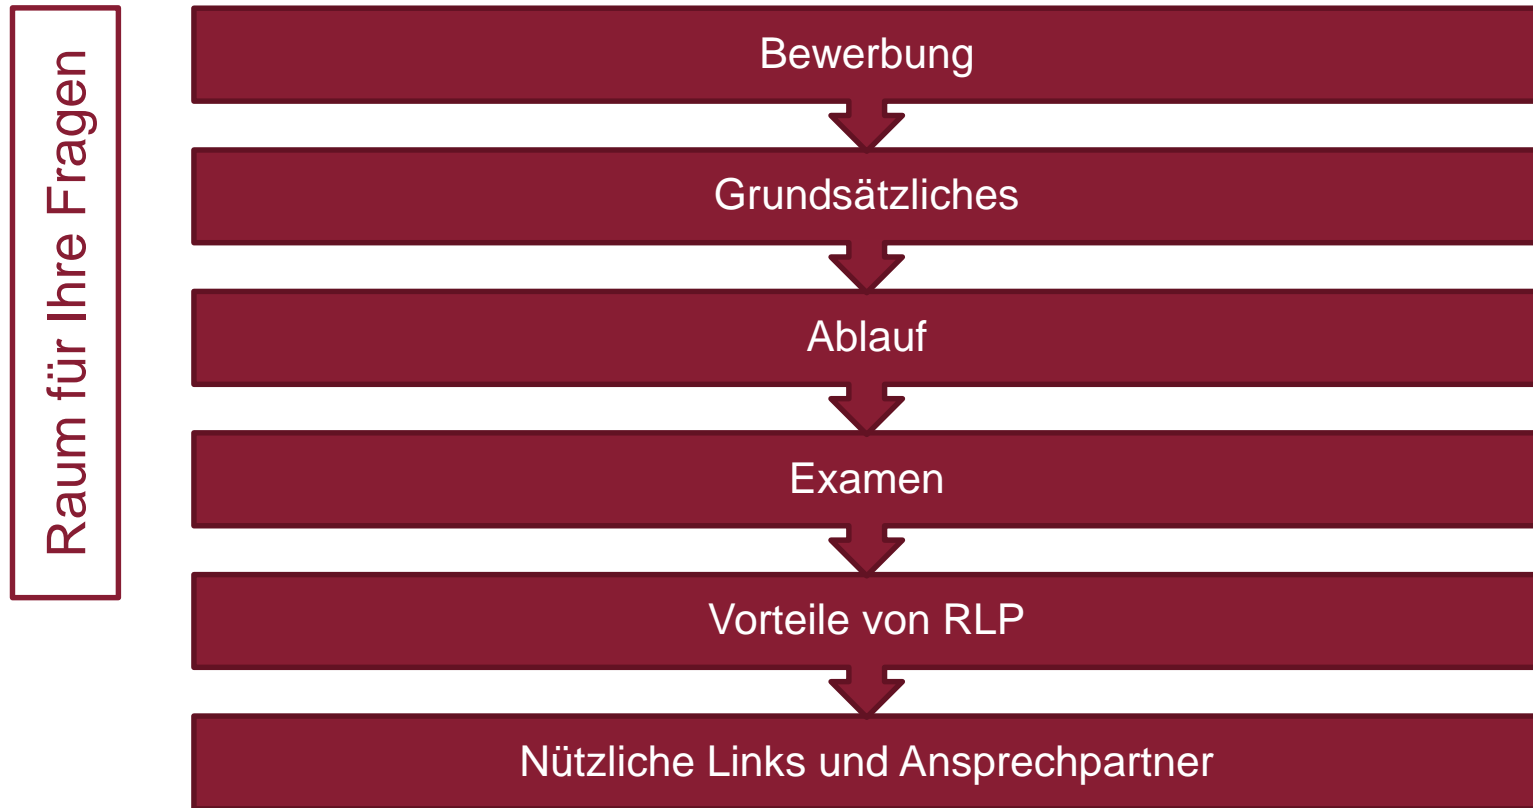 Raum für Ihre Fragen
Bewerbung
Grundsätzliches
Ablauf
Examen
Vorteile von RLP
Nützliche Links und Ansprechpartner